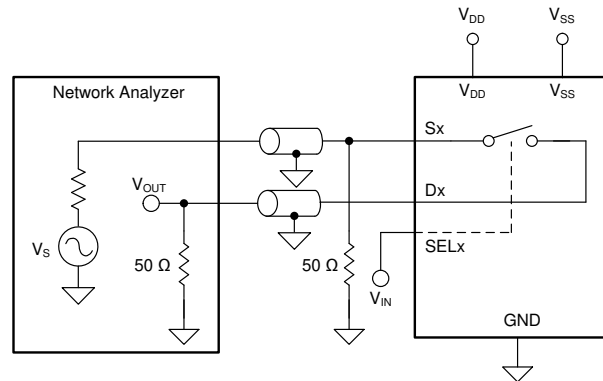 V_DD
V_SS
Network Analyzer
V_DD
V_SS
Sx
V_OUT
Dx
V_S
50 Ω
50 Ω
SELx
V_IN
GND